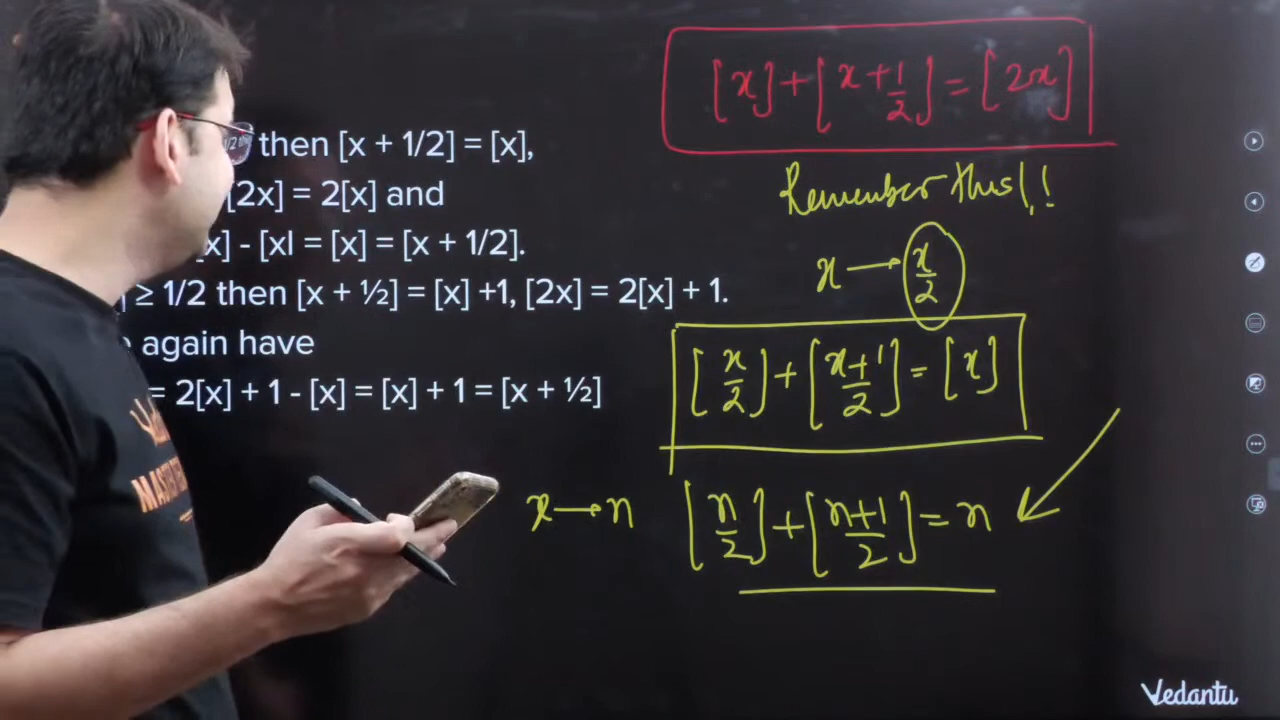 [x] + [x + 1/2] = [2x]
Remember this!!
x → x/2
[x/2] + [x+1/2] = [x]
x → n [n/2] + [n+1/2] = n
then [x + 1/2] = [x],
[2x] = 2[x] and
x] - [xl = [x] = [x + 1/2].
≥ 1/2 then [x + ½] = [x] +1, [2x] = 2[x] + 1.
again have
= 2[x] + 1 - [x] = [x] + 1 = [x + ½]
Vedantu